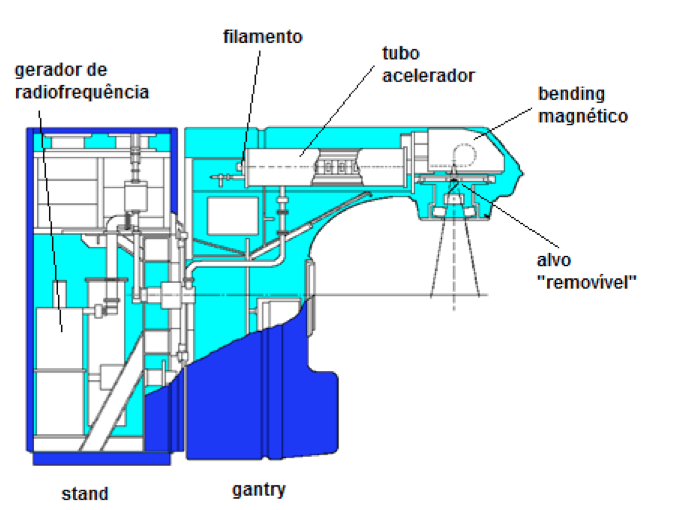 filamento
tubo
acelerador
gerador de
radiofrequência
bending
magnético
alvo
"removível"
stand
gantry